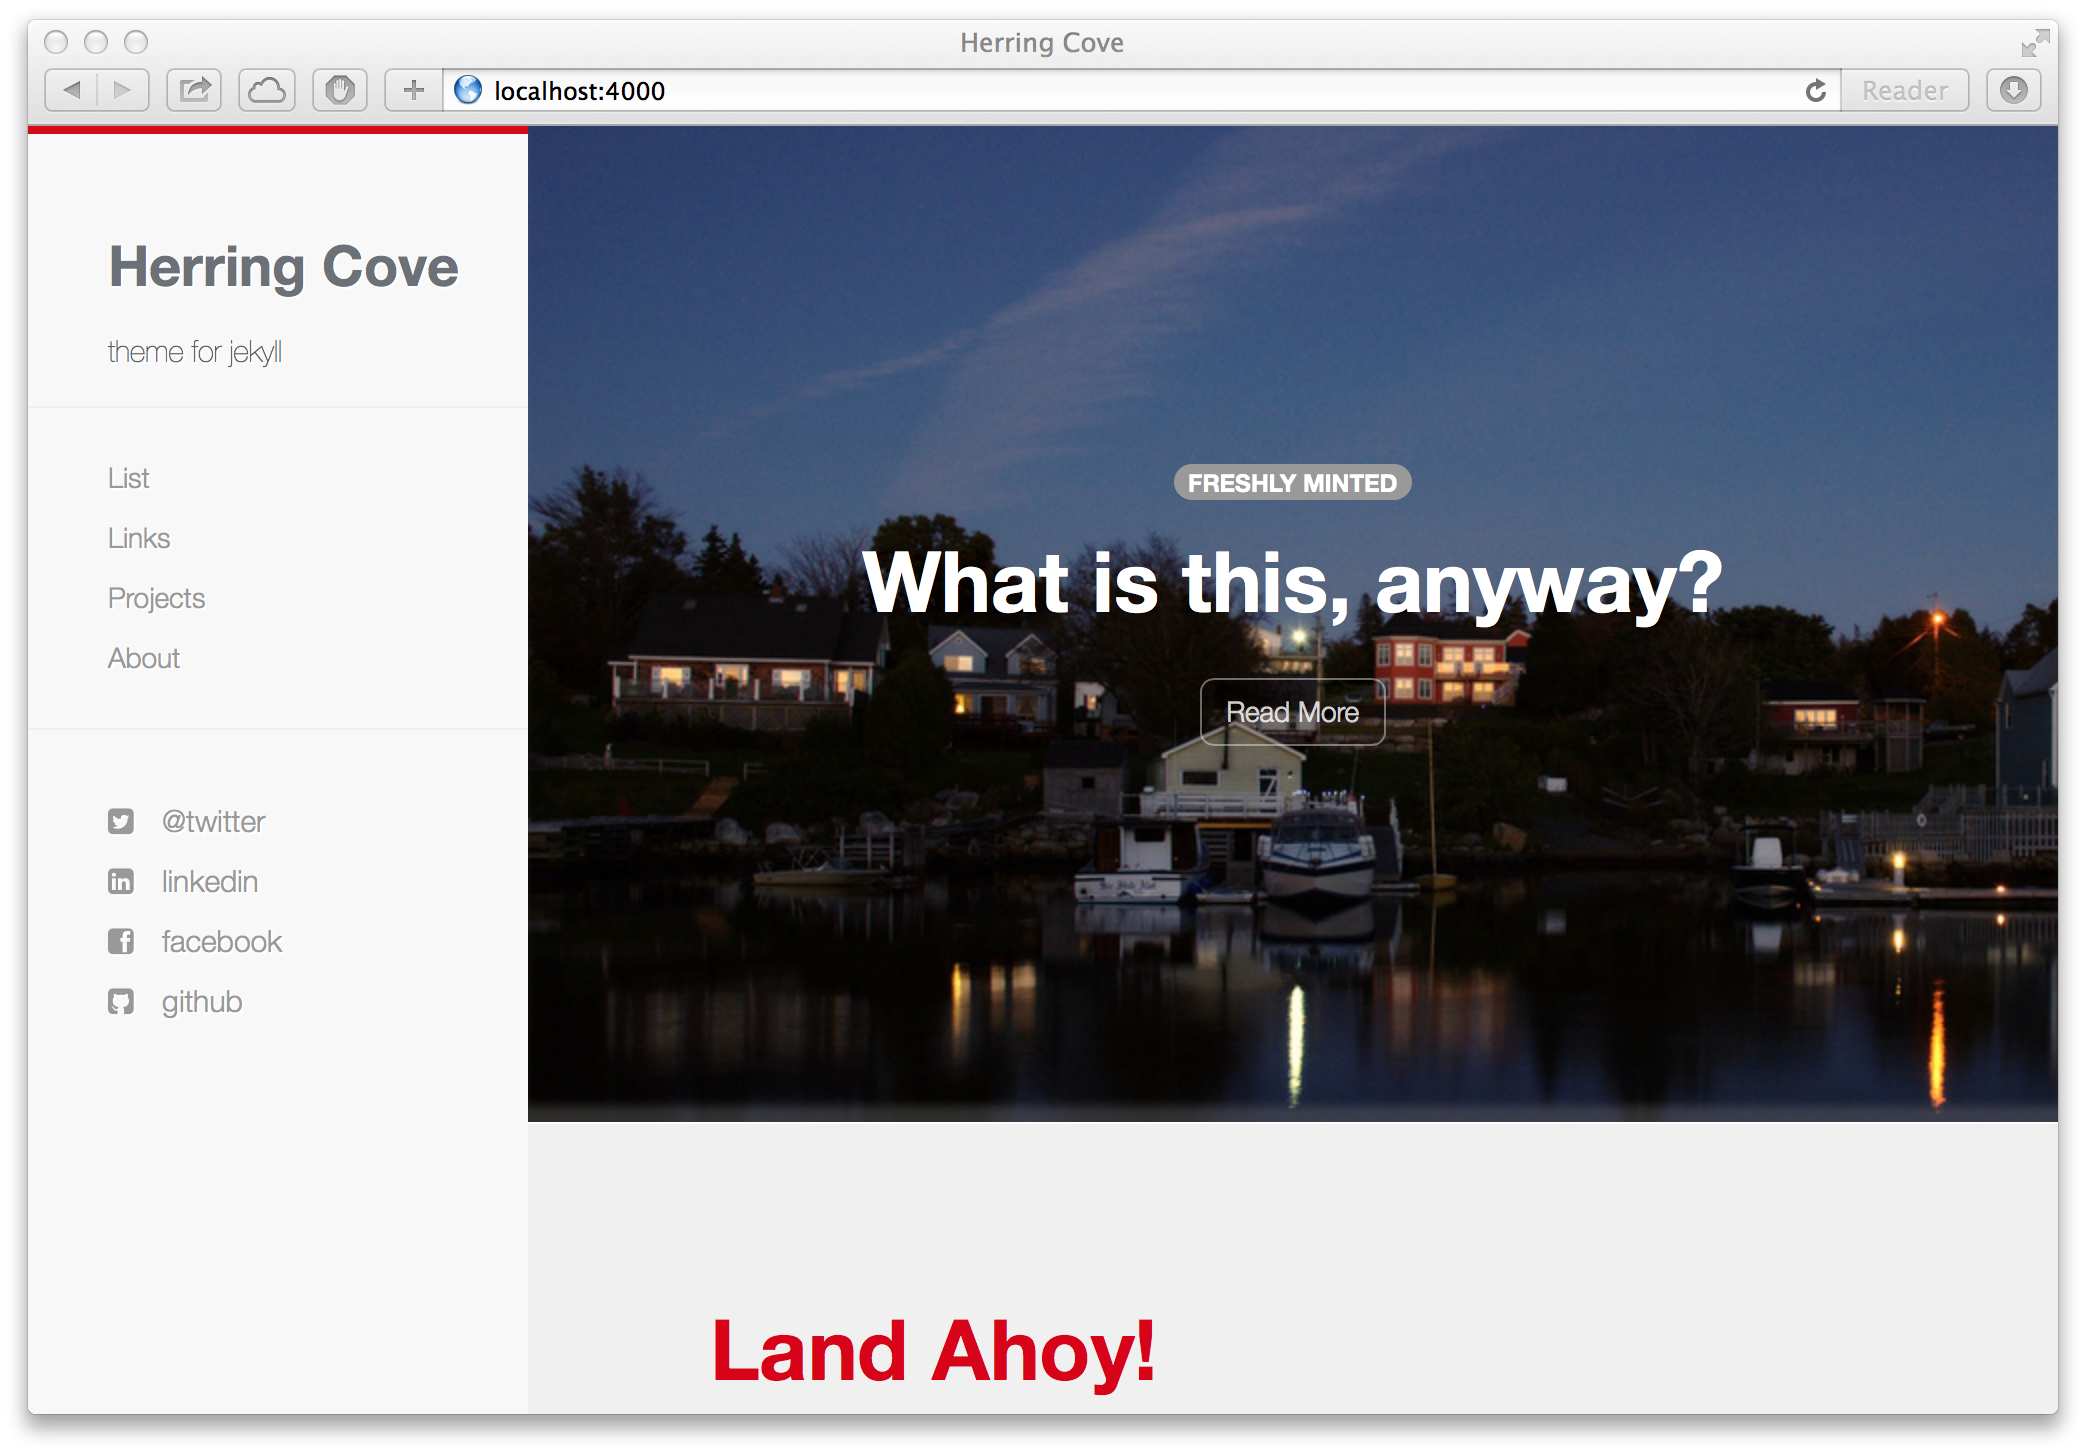 Herring Cove
localhost:4000
Reader
Herring Cove
theme for jekyll
List
Links
Projects
About
@twitter
linkedin
facebook
github
FRESHLY MINTED
What is this, anyway?
Read More
Land Ahoy!